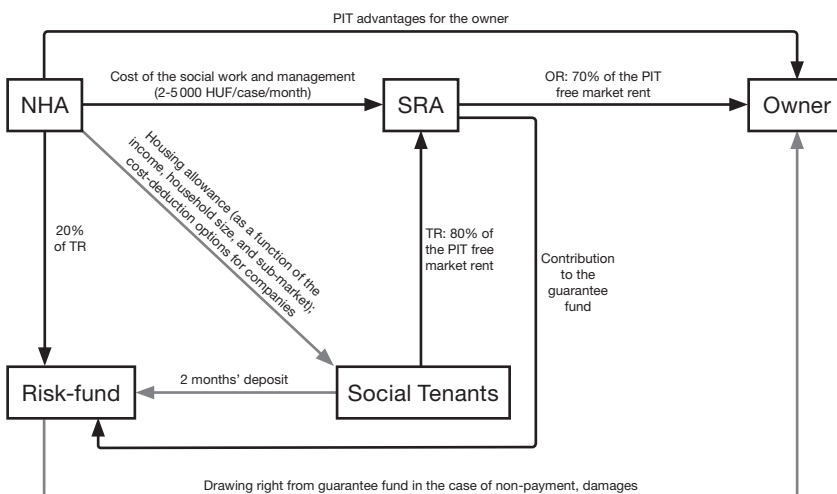 PIT advantages for the owner
Cost of the social work and management
(2-5 000 HUF/case/month)
OR: 70% of the PIT
free market rent
NHA
SRA
Owner
Housing allowance (as a function of the
income, household size, and sub-market);
cost-deduction options for companies
20%
of TR
TR: 80% of
the PIT free
market rent
Contribution
to the
guarantee
fund
Risk-fund
2 months’ deposit
Social Tenants
Drawing right from guarantee fund in the case of non-payment, damages